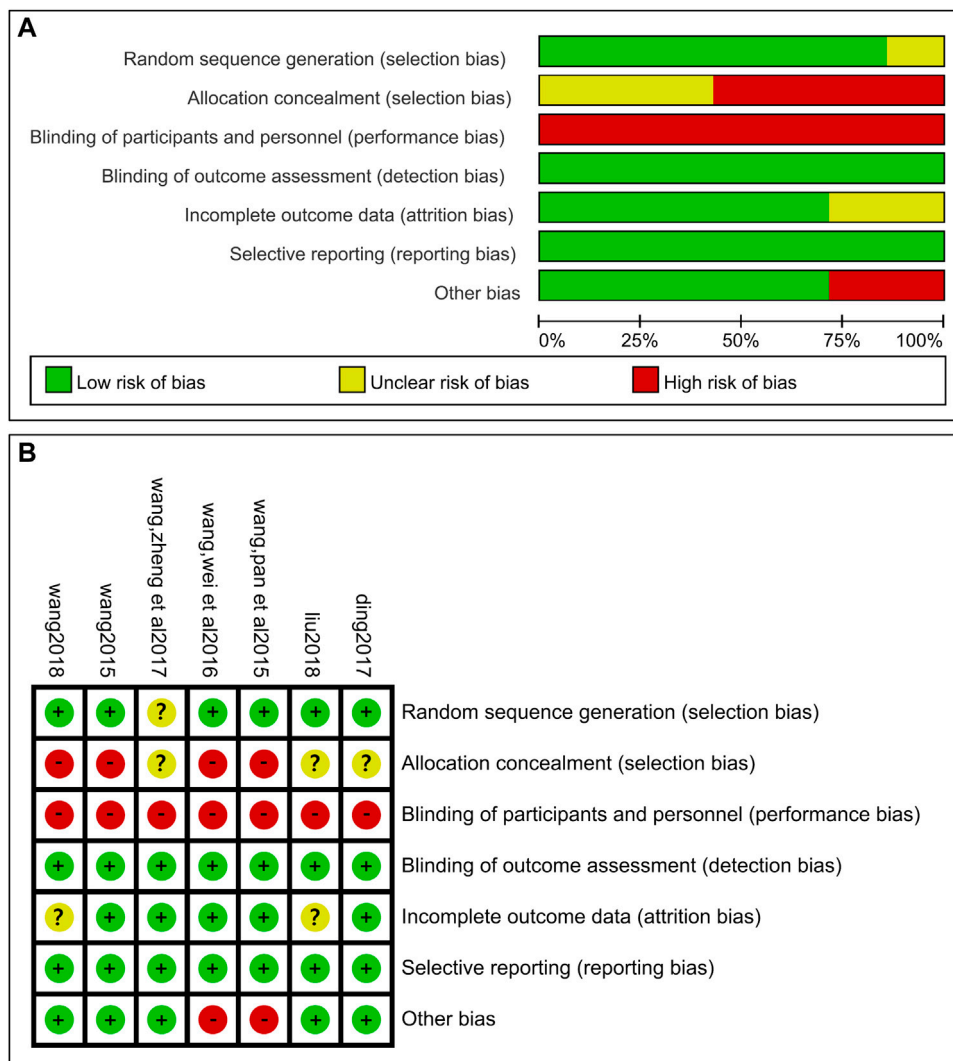 A
Random sequence generation (selection bias)
Allocation concealment (selection bias)
Blinding of participants and personnel (performance bias)
Blinding of outcome assessment (detection bias)
Incomplete outcome data (attrition bias)
Selective reporting (reporting bias)
Other bias
0% 25% 50% 75% 100%
Low risk of bias Unclear risk of bias High risk of bias
B
wang2018
wang2015
wang,zheng et al2017
wang,wei et al2016
wang,pan et al2015
liu2018
ding2017
+ + ? + + + + Random sequence generation (selection bias)
- - ? - - ? ? Allocation concealment (selection bias)
- - - - - - - Blinding of participants and personnel (performance bias)
+ + + + + + + Blinding of outcome assessment (detection bias)
? + + + + ? + Incomplete outcome data (attrition bias)
+ + + + + + + Selective reporting (reporting bias)
+ + + - - + + Other bias